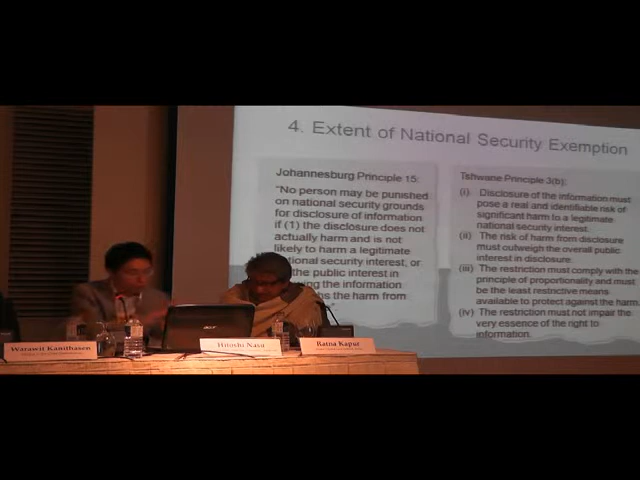 4. Extent of National Security Exemption
Johannesburg Principle 15:
"No person may be punished
on national security grounds
for disclosure of information
if (1) the disclosure does not
actually harm and is not
likely to harm a legitimate
national security interest, or
the public interest in
the information
the harm from
Tshwane Principle 3(b):
(i) Disclosure of the information must
pose a real and identifiable risk of
significant harm to a legitimate
national security interest.
(ii) The risk of harm from disclosure
must outweigh the overall public
interest in disclosure.
(iii) The restriction must comply with the
principle of proportionality and must
be the least restrictive means
available to protect against the harm
(iv) The restriction must not impair the
very essence of the right to
information.
acer
Warawit Kanithasen
Hitoshi Nasu
Ratna Kapur